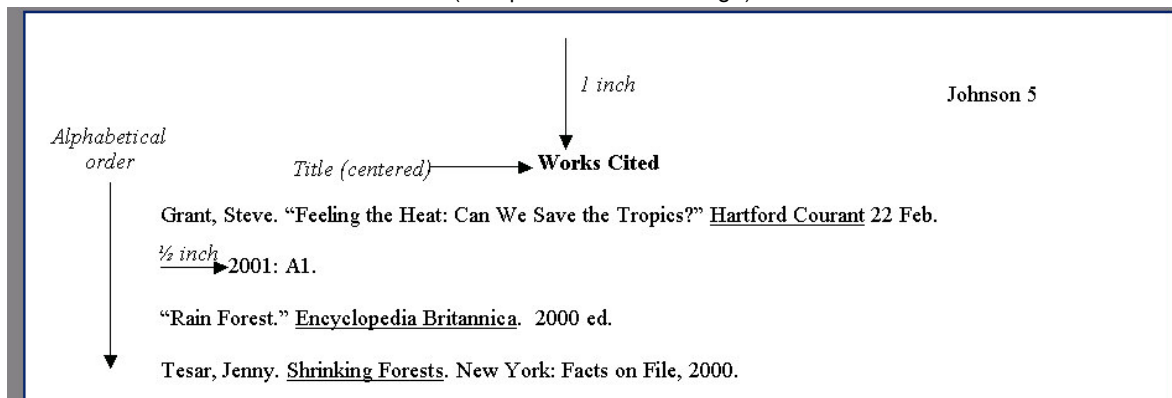 1 inch
Johnson 5
Alphabetical
order
Title (centered)
Works Cited
Grant, Steve. “Feeling the Heat: Can We Save the Tropics?” Hartford Courant 22 Feb.
½ inch
2001: A1.
“Rain Forest.” Encyclopedia Britannica.  2000 ed.
Tesar, Jenny. Shrinking Forests. New York: Facts on File, 2000.